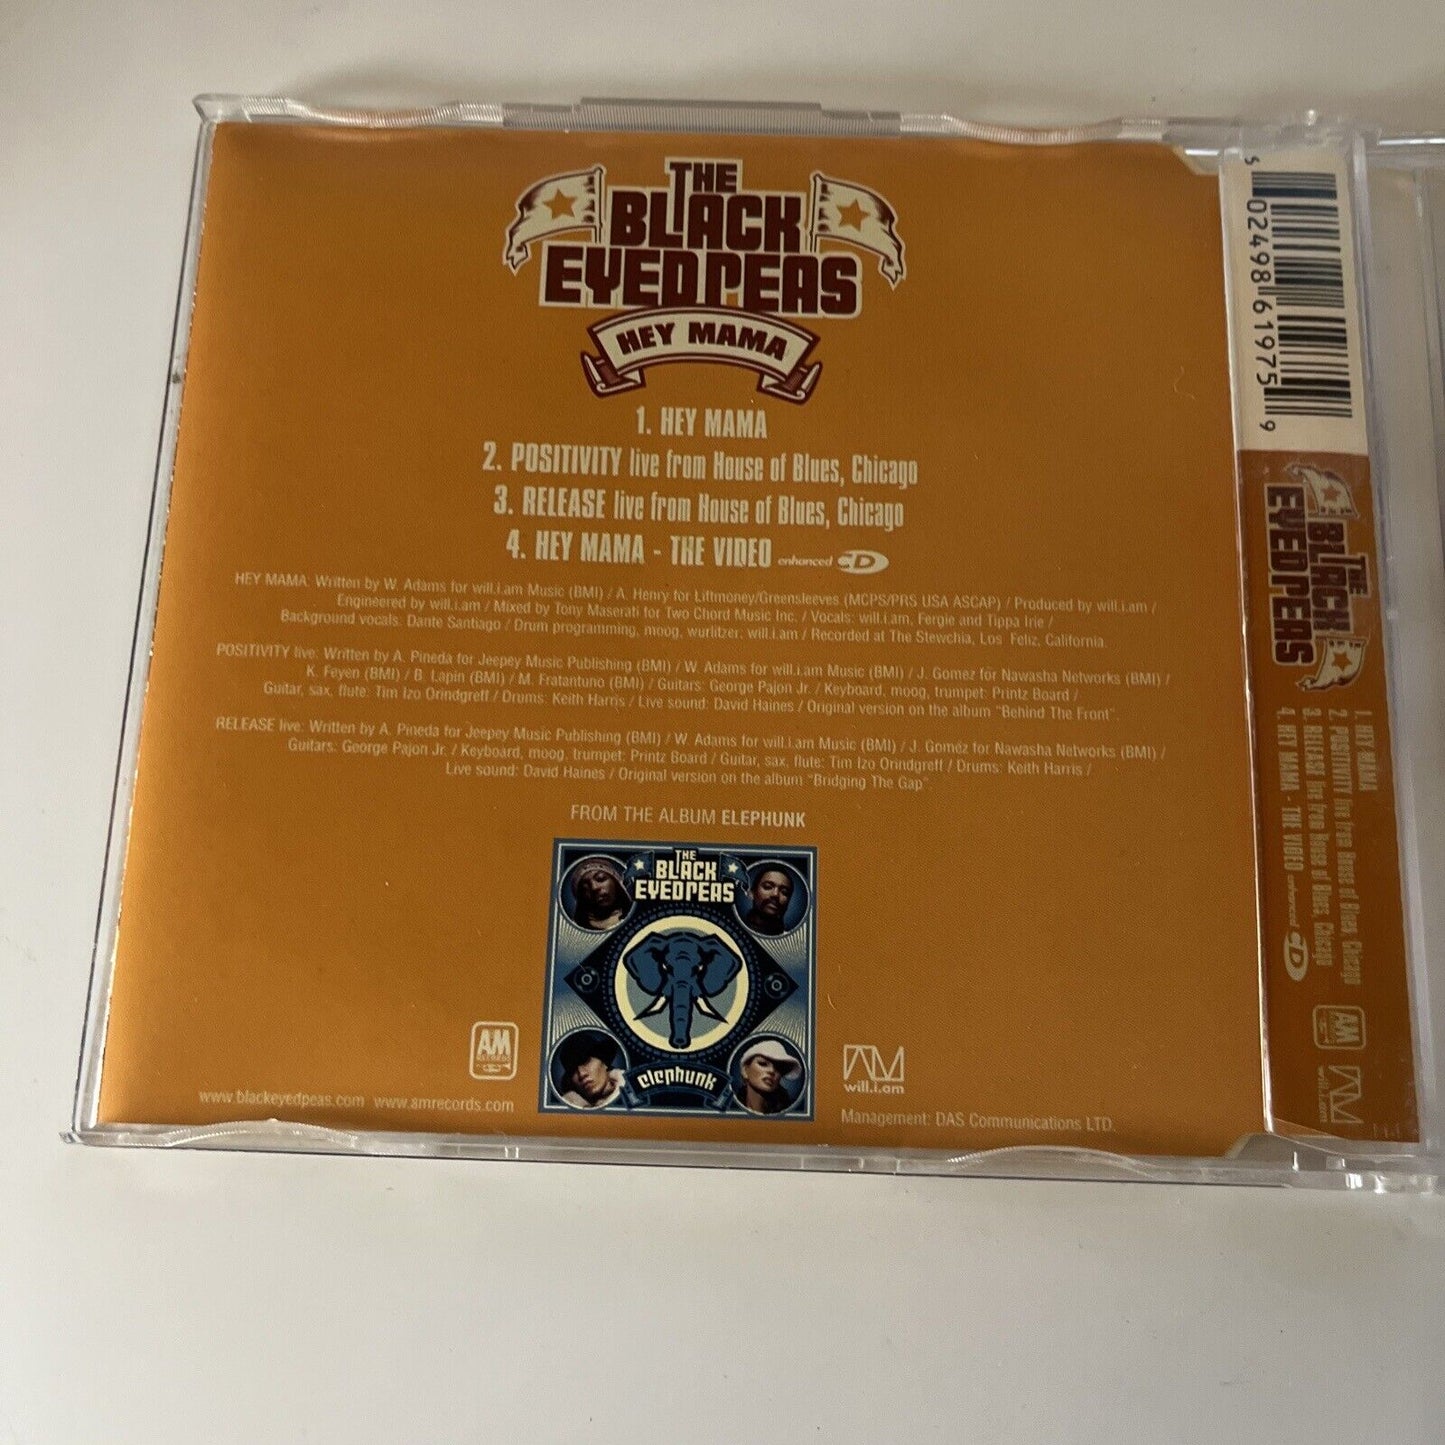 THE
BLACK
EYED PEAS
HEY MAMA
1. HEY MAMA
2. POSITIVITY live from House of Blues, Chicago
3. RELEASE live from House of Blues, Chicago
4. HEY MAMA - THE VIDEO enhanced CD
HEY MAMA: Written by W. Adams for will.i.am Music (BMI) / A. Henry for Liftmoney/Greensleeves (MCPS/PRS USA ASCAP) / Produced by will.i.am /
Engineered by will.i.am / Mixed by Tony Maserati for Two Chord Music Inc. / Vocals: will.i.am, Fergie and Tippa Irie /
Background vocals: Dante Santiago / Drum programming, moog, wurlitzer: will.i.am / Recorded at The Stewchia, Los Feliz, California.
POSITIVITY live: Written by A. Pineda for Jeepey Music Publishing (BMI) / W. Adams for will.i.am Music (BMI) / J. Gomez for Nawasha Networks (BMI) /
K. Feyen (BMI) / B. Lapin (BMI) / M. Fratantuno (BMI) / Guitars: George Pajon Jr. / Keyboard, moog, trumpet: Printz Board /
Guitar, sax, flute: Tim Izo Orindgreff / Drums: Keith Harris / Live sound: David Haines / Original version on the album "Behind The Front".
RELEASE live: Written by A. Pineda for Jeepey Music Publishing (BMI) / W. Adams for will.i.am Music (BMI) / J. Goméz for Nawasha Networks (BMI) /
Guitars: George Pajon Jr. / Keyboard, moog, trumpet: Printz Board / Guitar, sax, flute: Tim Izo Orindgreff / Drums: Keith Harris /
Live sound: David Haines / Original version on the album "Bridging The Gap".
FROM THE ALBUM ELEPHUNK
THE
BLACK
EYED PEAS
elephunk
AM
RECORDS
will.i.am
www.blackeyedpeas.com www.amrecords.com
Management: DAS Communications LTD.
5 02498 61975 9
THE
BLACK
EYED PEAS
1. HEY MAMA
2. POSITIVITY live from House of Blues, Chicago
3. RELEASE live from House of Blues, Chicago
4. HEY MAMA - THE VIDEO enhanced CD
AM
will.i.am